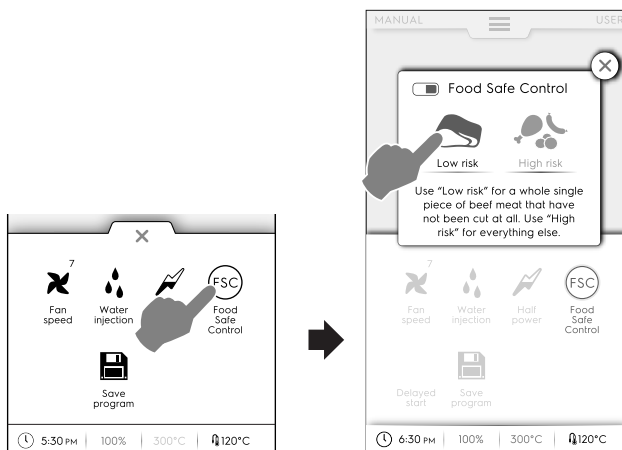 7
Fan
speed
Water
injection
FSC
Food
Safe
Control
Save
program
5:30 PM
100%
300°C
120°C
MANUAL
USER
Food Safe Control
Low risk
High risk
Use "Low risk" for a whole single
piece of beef meat that have
not been cut at all. Use "High
risk" for everything else.
7
Fan
speed
Water
injection
Half
power
FSC
Food
Safe
Control
Delayed
start
Save
program
6:30 PM
100%
300°C
120°C